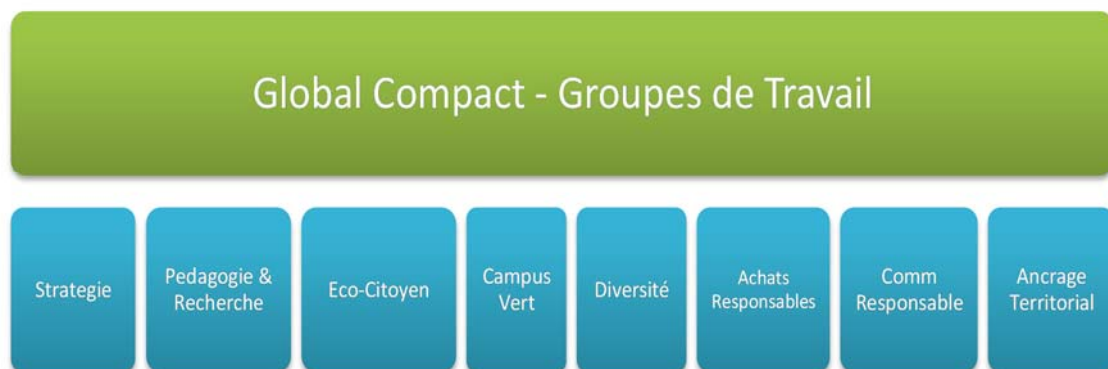 Global Compact - Groupes de Travail
Strategie
Pedagogie &
Recherche
Eco-Citoyen
Campus
Vert
Diversité
Achats
Responsables
Comm
Responsable
Ancrage
Territorial